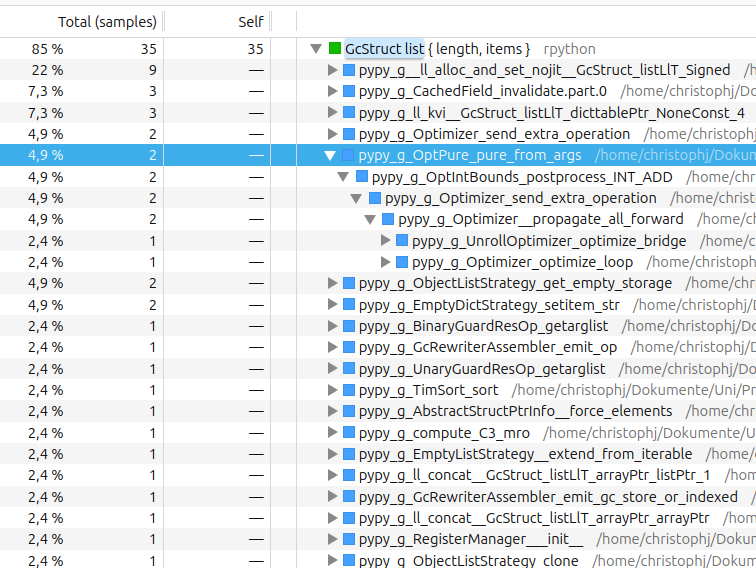 Total (samples) Self
85 % 35 35 GcStruct list { length, items } rpython
22 % 9 — pypy_g__ll_alloc_and_set_nojit__GcStruct_listLlT_Signed /h
7,3 % 3 — pypy_g_CachedField_invalidate.part.0 /home/christophj/Do
7,3 % 3 — pypy_g_ll_kvi__GcStruct_listLlT_dicttablePtr_NoneConst_4
4,9 % 2 — pypy_g_Optimizer_send_extra_operation /home/christophj
4,9 % 2 — pypy_g_OptPure_pure_from_args /home/christophj/Dokum
4,9 % 2 — pypy_g_OptIntBounds_postprocess_INT_ADD /home/chr
4,9 % 2 — pypy_g_Optimizer_send_extra_operation /home/christ
4,9 % 2 — pypy_g_Optimizer__propagate_all_forward /home/c
2,4 % 1 — pypy_g_UnrollOptimizer_optimize_bridge /home/c
2,4 % 1 — pypy_g_Optimizer_optimize_loop /home/christophj
4,9 % 2 — pypy_g_ObjectListStrategy_get_empty_storage /home/chris
4,9 % 2 — pypy_g_EmptyDictStrategy_setitem_str /home/christophj/D
2,4 % 1 — pypy_g_BinaryGuardResOp_getarglist /home/christophj/Do
2,4 % 1 — pypy_g_GcRewriterAssembler_emit_op /home/christophj/D
2,4 % 1 — pypy_g_UnaryGuardResOp_getarglist /home/christophj/Do
2,4 % 1 — pypy_g_TimSort_sort /home/christophj/Dokumente/Uni/Pr
2,4 % 1 — pypy_g_AbstractStructPtrInfo__force_elements /home/chr
2,4 % 1 — pypy_g_compute_C3_mro /home/christophj/Dokumente/U
2,4 % 1 — pypy_g_EmptyListStrategy__extend_from_iterable /home/c
2,4 % 1 — pypy_g_ll_concat__GcStruct_listLlT_arrayPtr_listPtr_1 /hom
2,4 % 1 — pypy_g_GcRewriterAssembler_emit_gc_store_or_indexed /
2,4 % 1 — pypy_g_ll_concat__GcStruct_listLlT_arrayPtr_arrayPtr /hom
2,4 % 1 — pypy_g_RegisterManager___init__ /home/christophj/Dokum
2,4 % 1 — pypy_g_ObjectListStrategy_clone /home/christophj/Dokum